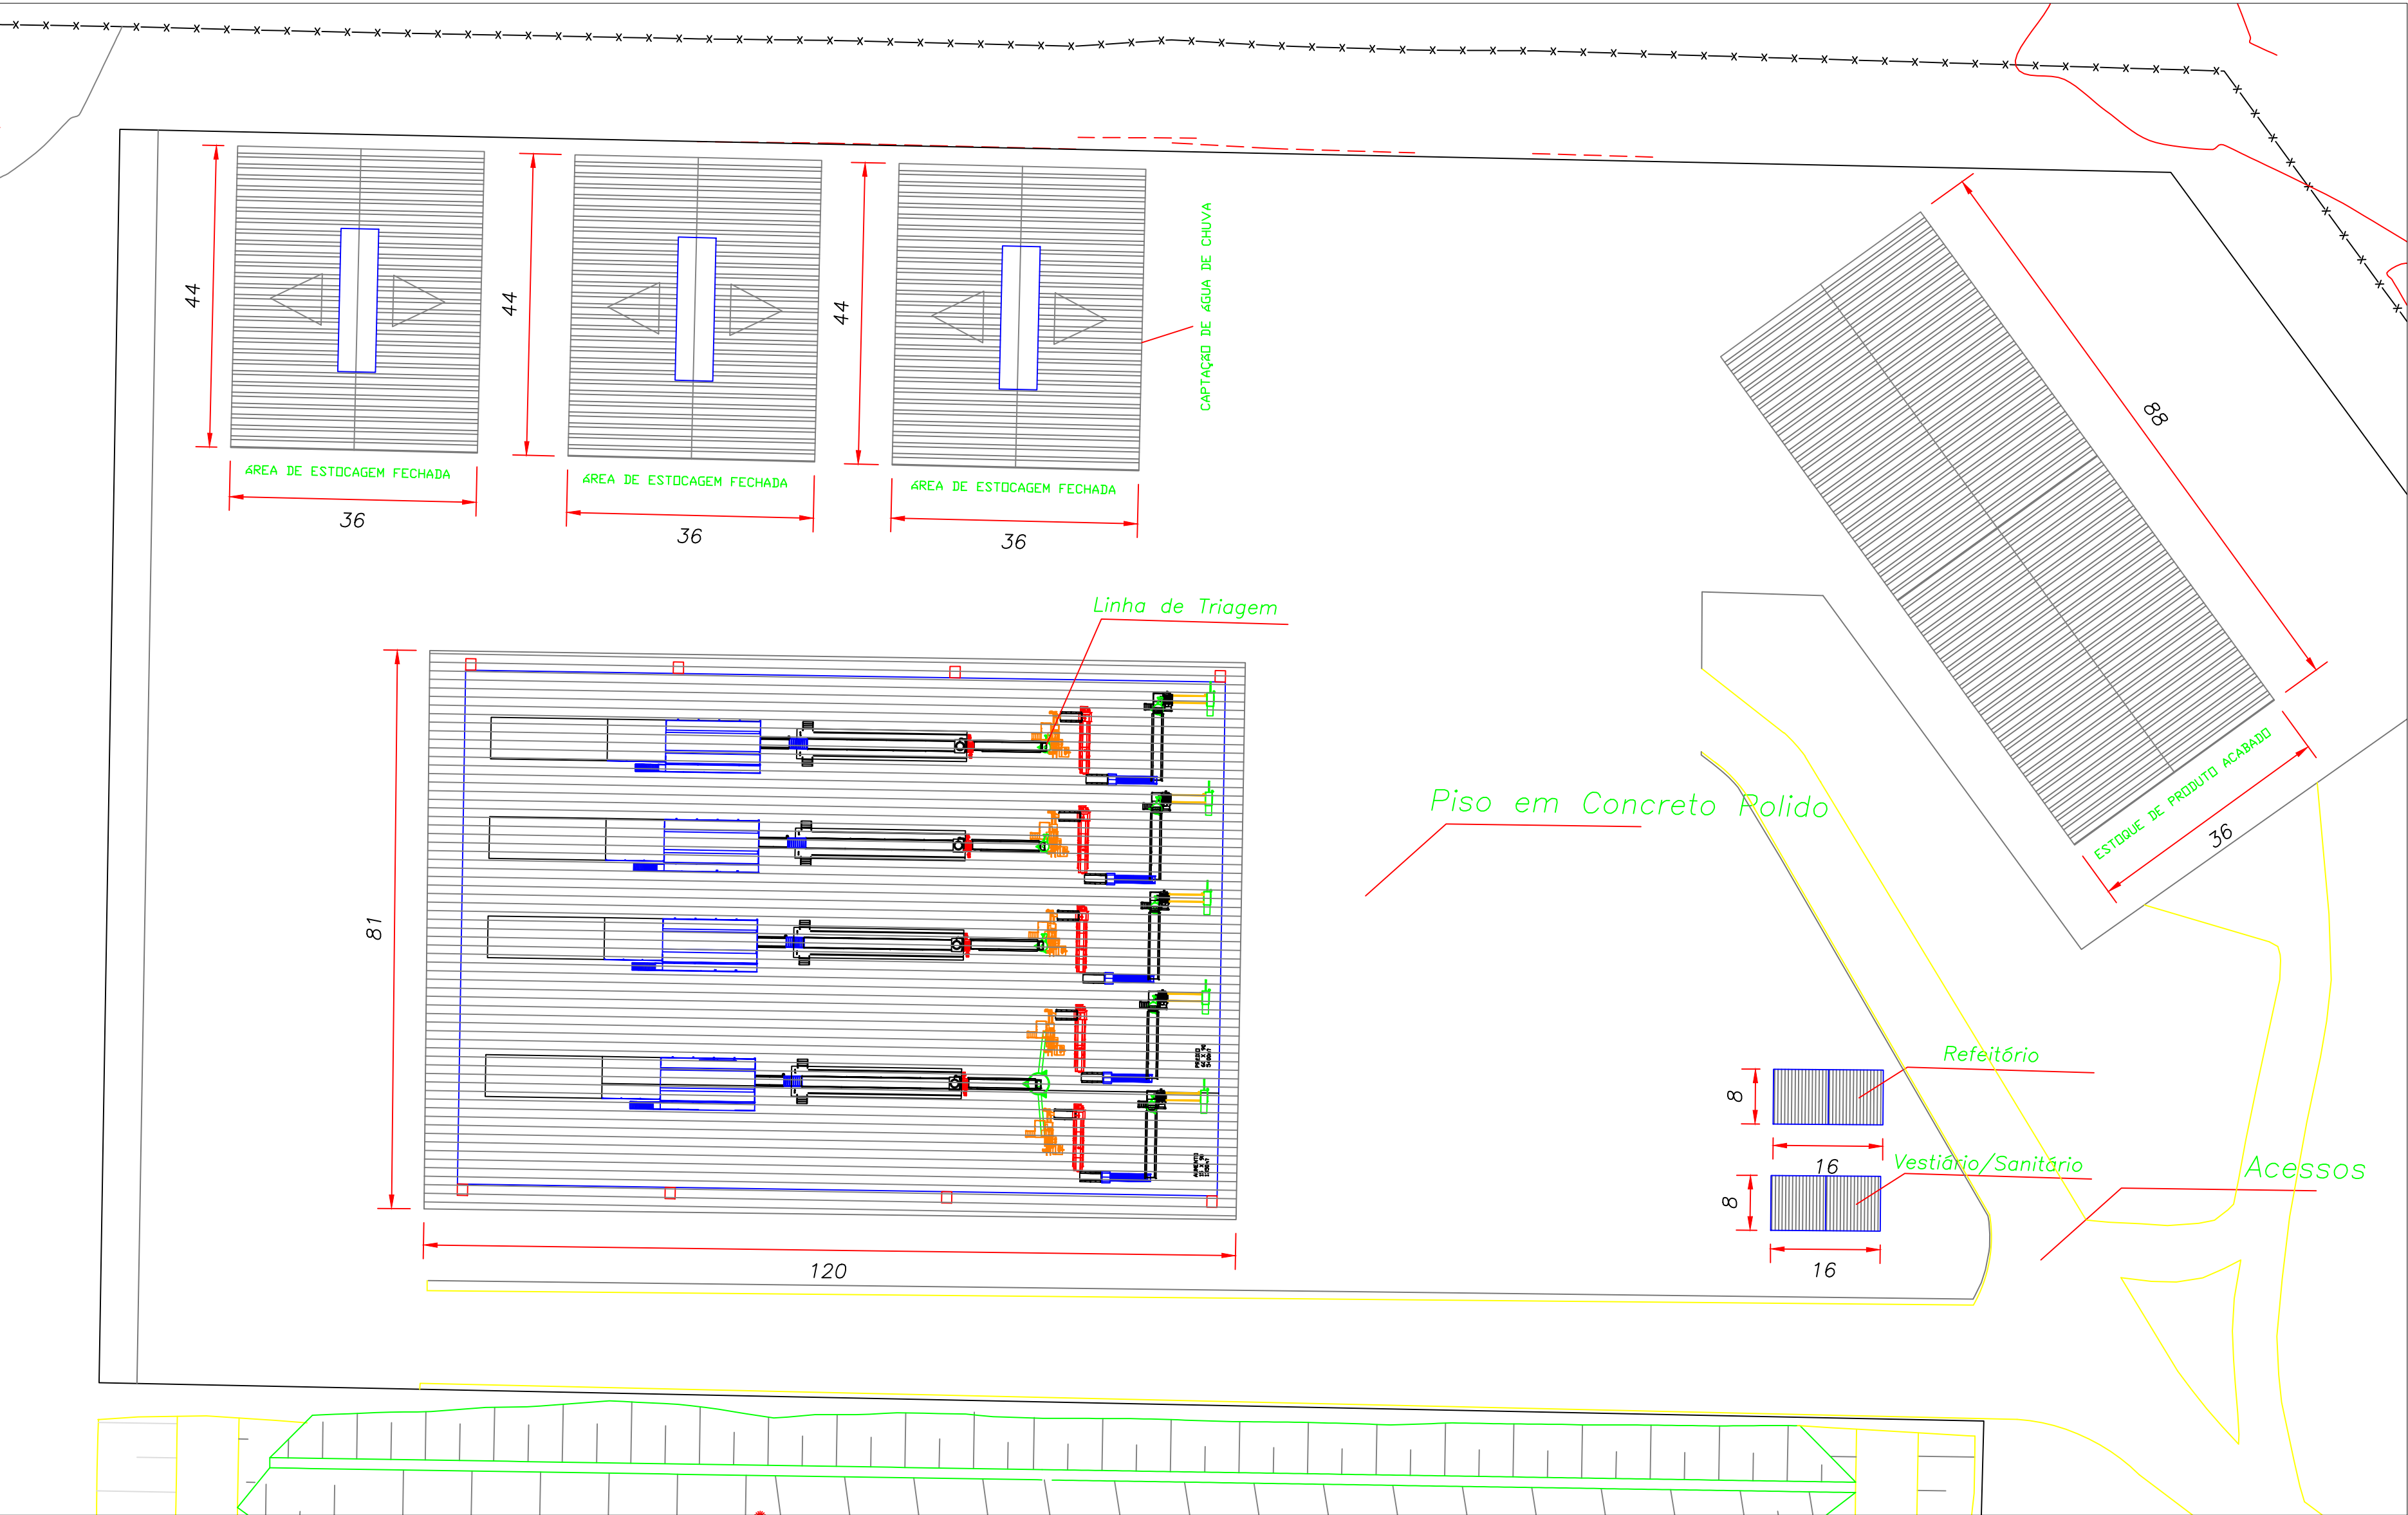 CAPTAÇÃO DE ÁGUA DE CHUVA
44
44
44
88
ÁREA DE ESTOCAGEM FECHADA
ÁREA DE ESTOCAGEM FECHADA
ÁREA DE ESTOCAGEM FECHADA
36
36
36
Linha de Triagem
ESTOQUE DE PRODUTO ACABADO
36
Piso em Concreto Polido
81
Refeitório
8
16
Vestiário/Sanitário
8
16
Acessos
120